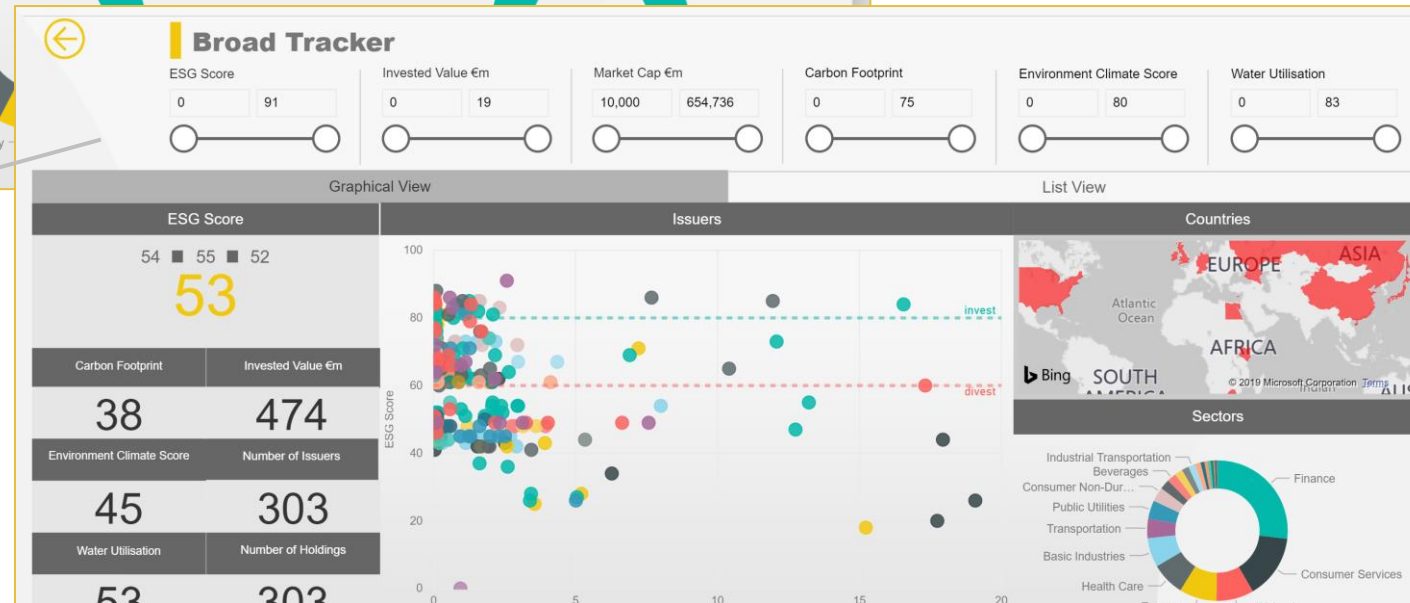 Broad Tracker
ESG Score
0 91
Invested Value €m
0 19
Market Cap €m
10,000 654,736
Carbon Footprint
0 75
Environment Climate Score
0 80
Water Utilisation
0 83
Graphical View
List View
ESG Score
54 ■ 55 ■ 52
53
Carbon Footprint
Invested Value €m
38
474
Environment Climate Score
Number of Issuers
45
303
Water Utilisation
Number of Holdings
53
303
Issuers
100
80
60
40
20
0
ESG Score
invest
divest
0
5
10
15
20
Countries
EUROPE
ASIA
Atlantic
Ocean
AFRICA
Bing
SOUTH
AMERICA
© 2019 Microsoft Corporation Terms
Indian
Sectors
Industrial Transportation
Beverages
Consumer Non-Dur...
Public Utilities
Transportation
Basic Industries
Health Care
Finance
Consumer Services